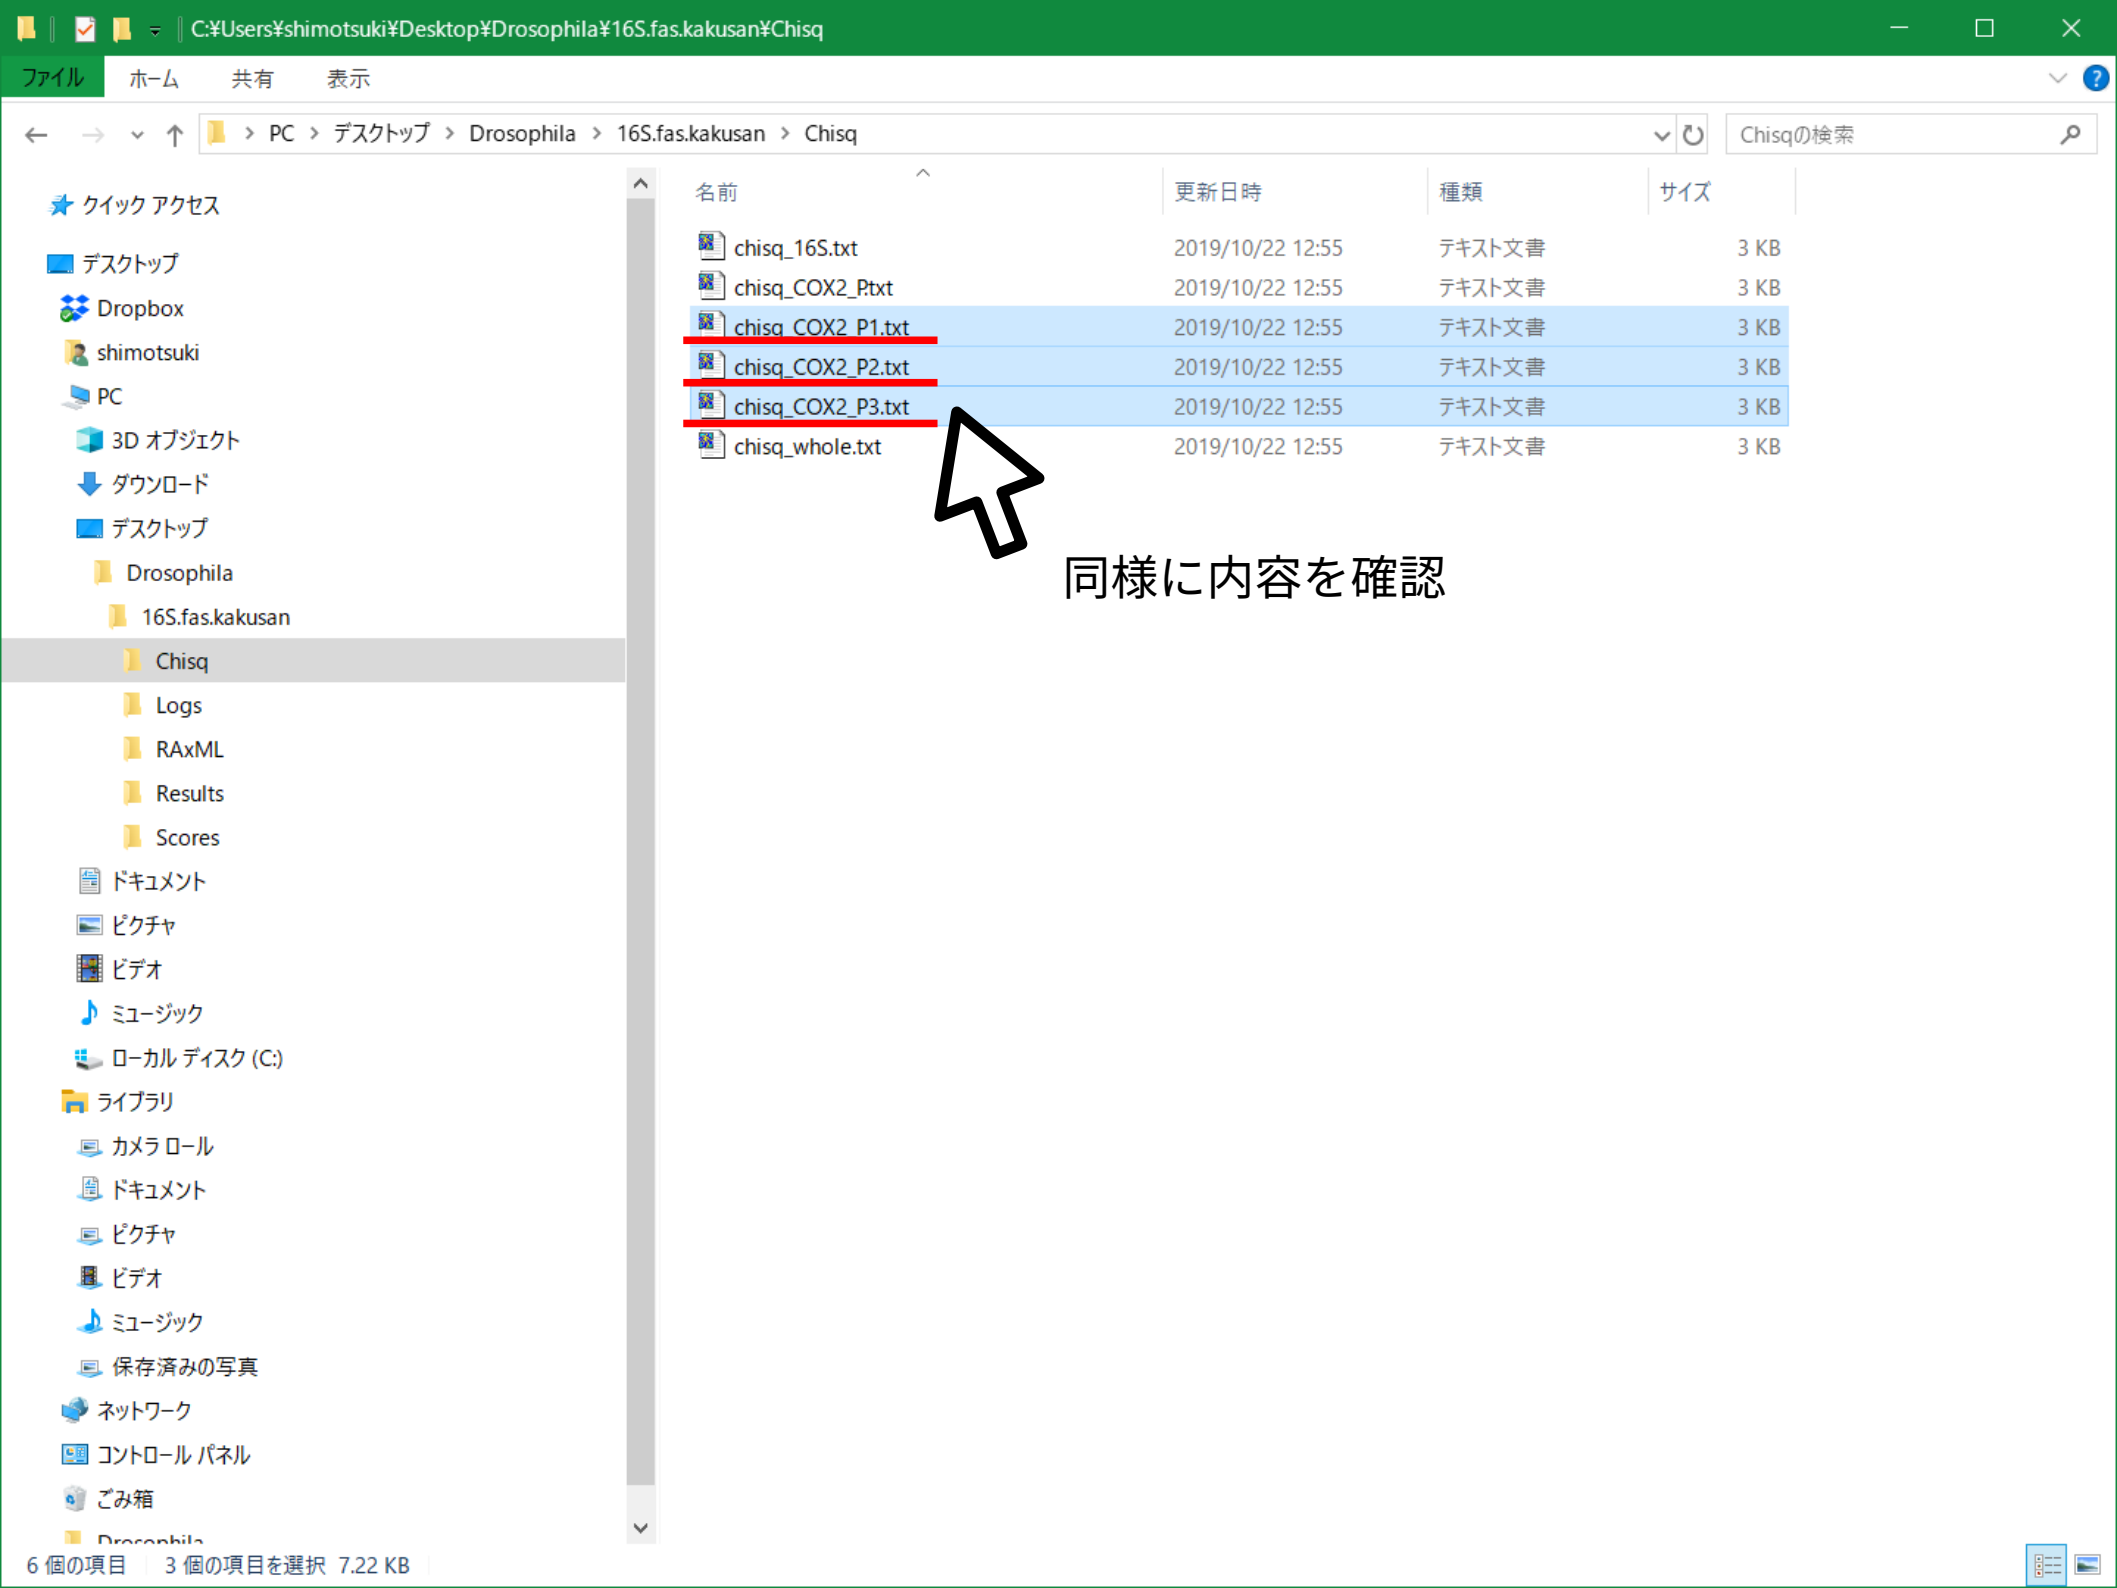 C:¥Users¥shimotsuki¥Desktop¥Drosophila¥16S.fas.kakusan¥Chisq
ファイル ホーム 共有 表示
PC > デスクトップ > Drosophila > 16S.fas.kakusan > Chisq
Chisqの検索
クイック アクセス
デスクトップ
Dropbox
shimotsuki
PC
3D オブジェクト
ダウンロード
デスクトップ
Drosophila
16S.fas.kakusan
Chisq
Logs
RAxML
Results
Scores
ドキュメント
ピクチャ
ビデオ
ミュージック
ローカル ディスク (C:)
ライブラリ
カメラ ロール
ドキュメント
ピクチャ
ビデオ
ミュージック
保存済みの写真
ネットワーク
コントロール パネル
ごみ箱
Drosophila
名前 更新日時 種類 サイズ
chisq_16S.txt 2019/10/22 12:55 テキスト文書 3 KB
chisq_COX2_P.txt 2019/10/22 12:55 テキスト文書 3 KB
chisq_COX2_P1.txt 2019/10/22 12:55 テキスト文書 3 KB
chisq_COX2_P2.txt 2019/10/22 12:55 テキスト文書 3 KB
chisq_COX2_P3.txt 2019/10/22 12:55 テキスト文書 3 KB
chisq_whole.txt 2019/10/22 12:55 テキスト文書 3 KB
同様に内容を確認
6 個の項目 3 個の項目を選択 7.22 KB